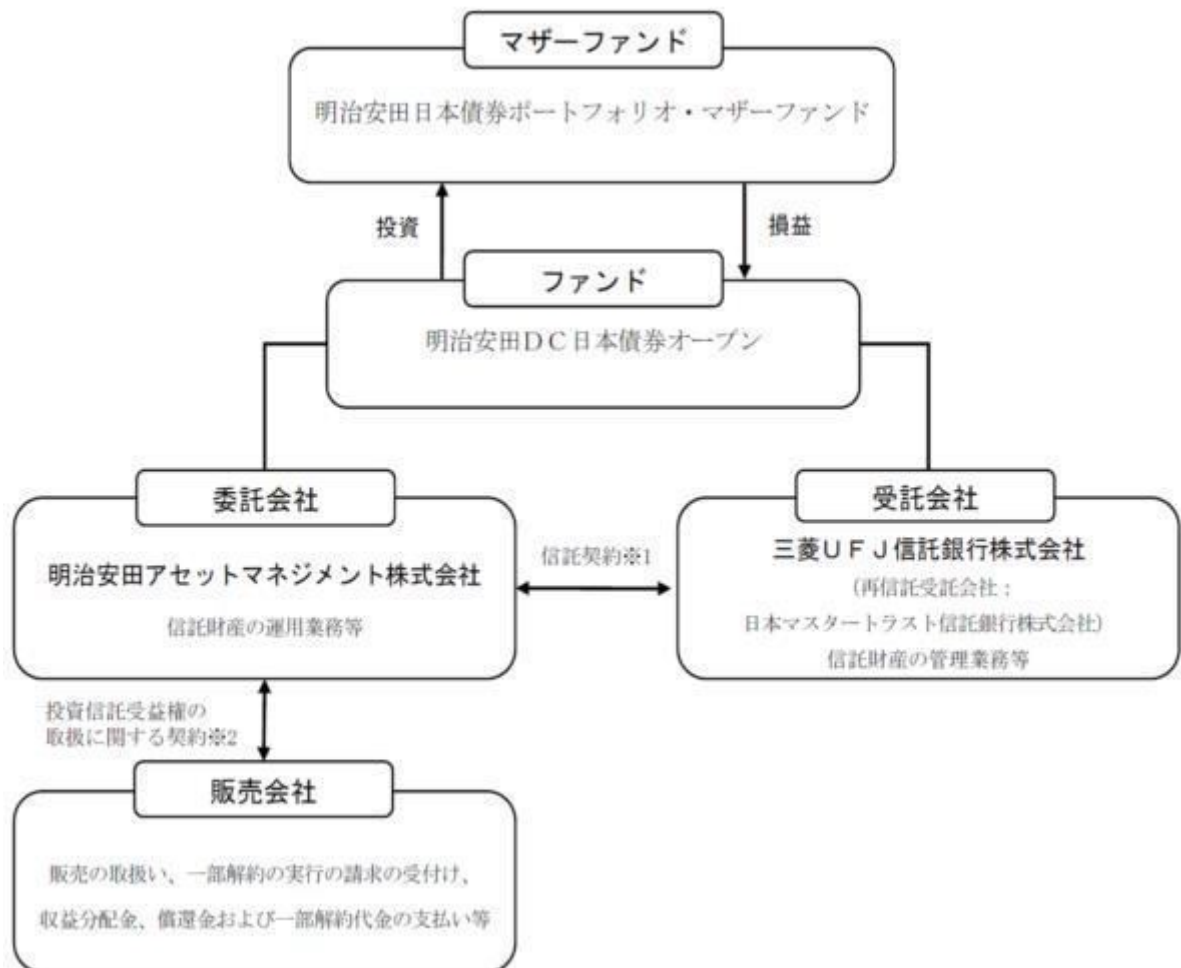 マザーファンド
明治安田日本債券ポートフォリオ・マザーファンド
投資
損益
ファンド
明治安田DC日本債券オープン
委託会社
明治安田アセットマネジメント株式会社
信託財産の運用業務等
信託契約※1
受託会社
三菱UFJ信託銀行株式会社
(再信託受託会社:
日本マスタートラスト信託銀行株式会社)
信託財産の管理業務等
投資信託受益権の
取扱に関する契約※2
販売会社
販売の取扱い、一部解約の実行の請求の受付け、
収益分配金、償還金および一部解約代金の支払い等